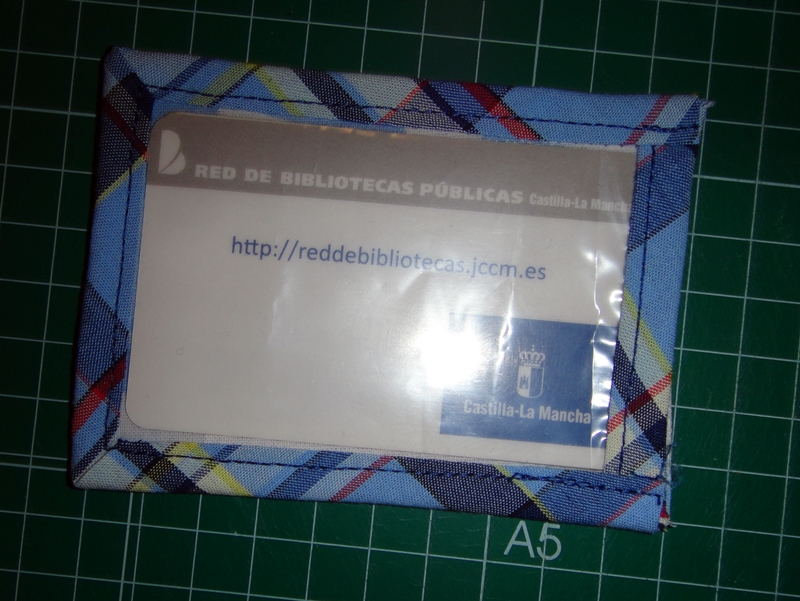 RED DE BIBLIOTECAS PÚBLICAS Castilla-La Mancha
http://reddebibliotecas.jccm.es
Castilla-La Mancha
A5